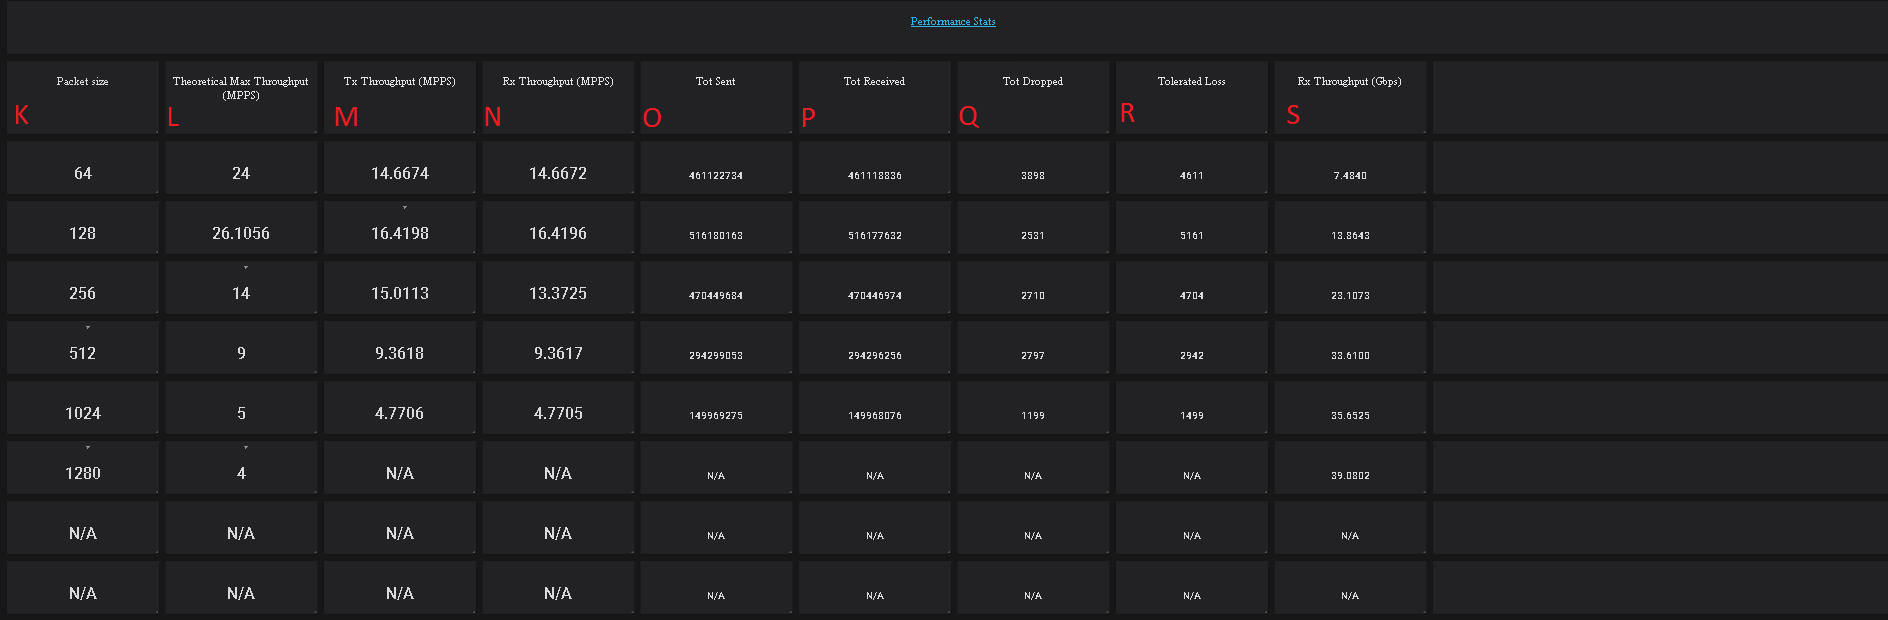 Performance Stats
Packet size Theoretical Max Throughput (MPPS) Tx Throughput (MPPS) Rx Throughput (MPPS) Tot Sent Tot Received Tot Dropped Tolerated Loss Rx Throughput (Gbps)
K L M N O P Q R S
64 24 14.6674 14.6672 461122734 461118836 3898 4611 7.4840
128 26.1056 16.4198 16.4196 516180163 516177632 2531 5161 13.8643
256 14 15.0113 13.3725 470449684 470446974 2710 4704 23.1073
512 9 9.3618 9.3617 294299053 294296256 2797 2942 33.6100
1024 5 4.7706 4.7705 149969275 149968076 1199 1499 35.6525
1280 4 N/A N/A N/A N/A N/A N/A 39.0802
N/A N/A N/A N/A N/A N/A N/A N/A N/A
N/A N/A N/A N/A N/A N/A N/A N/A N/A